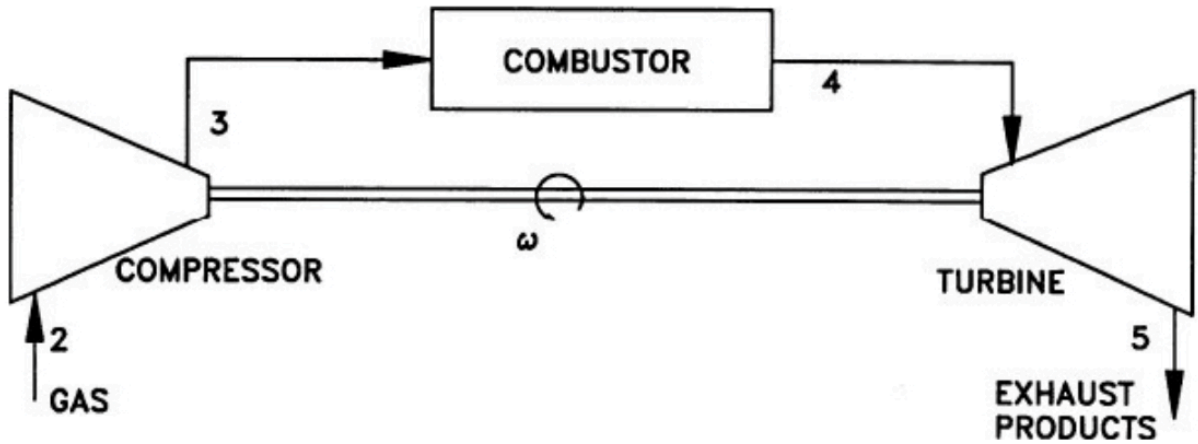 COMBUSTOR
3
4
ω
COMPRESSOR
TURBINE
2
GAS
5
EXHAUST
PRODUCTS